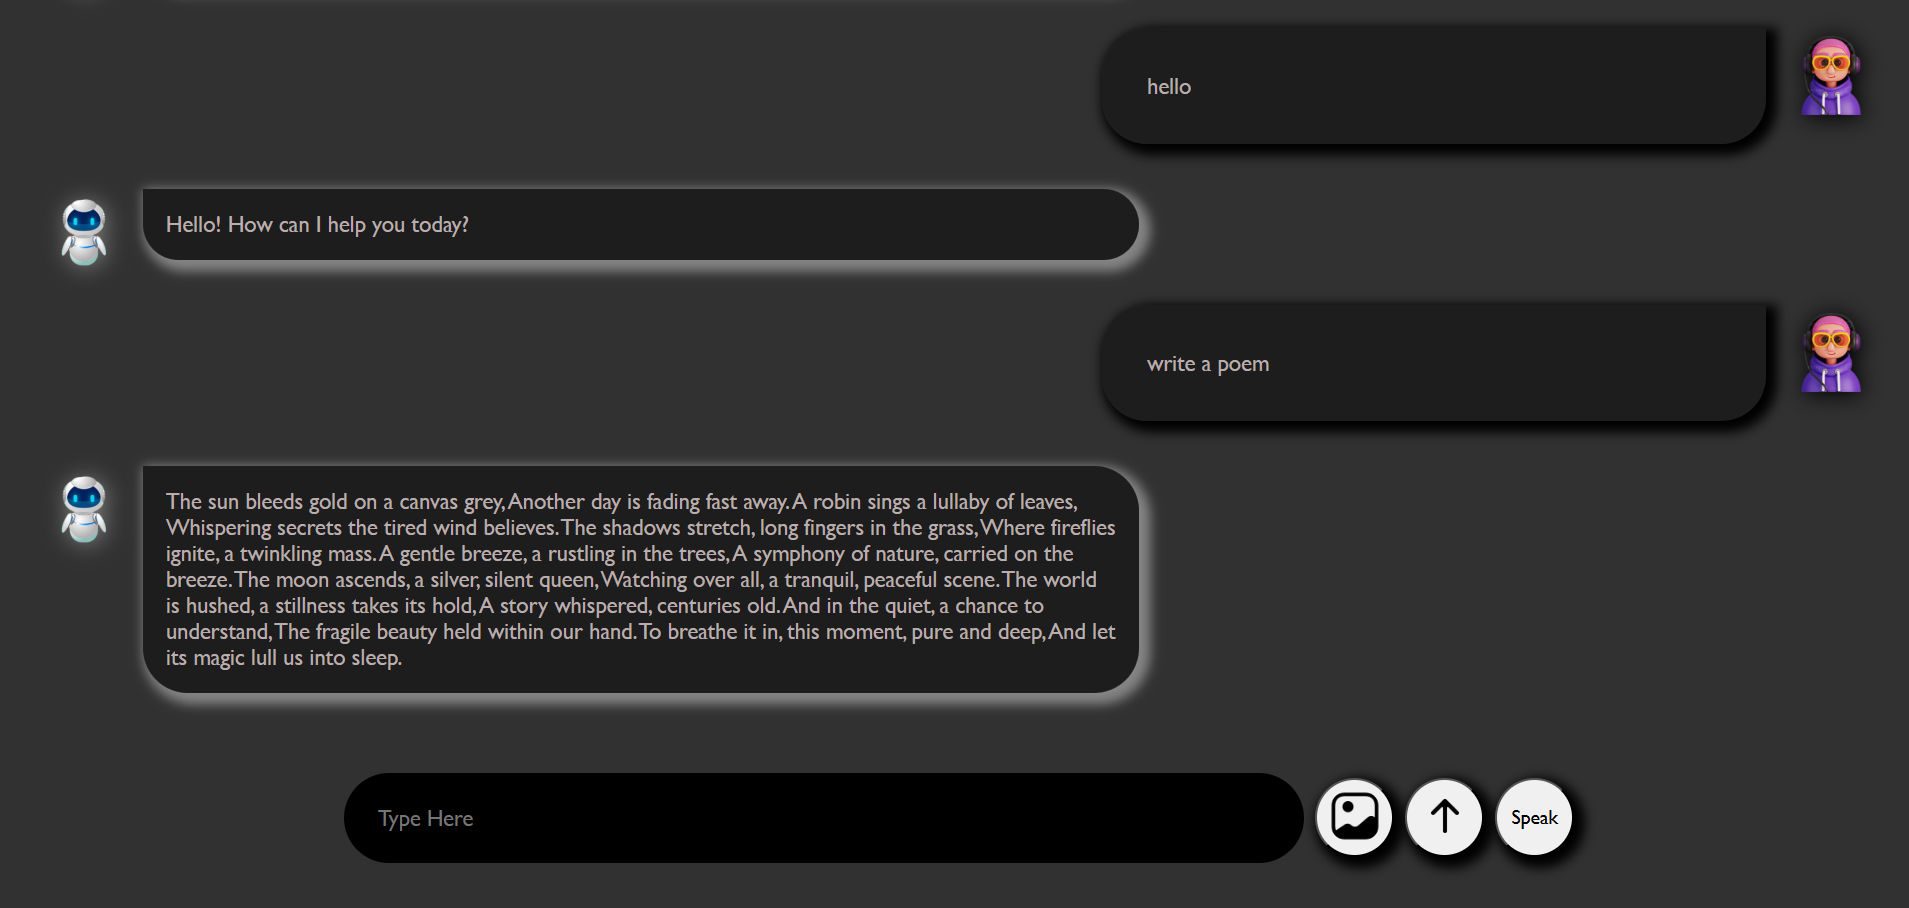 hello
Hello! How can I help you today?
write a poem
The sun bleeds gold on a canvas grey,Another day is fading fast away.A robin sings a lullaby of leaves,
Whispering secrets the tired wind believes.The shadows stretch, long fingers in the grass,Where fireflies
ignite, a twinkling mass.A gentle breeze, a rustling in the trees,A symphony of nature, carried on the
breeze.The moon ascends, a silver, silent queen,Watching over all, a tranquil, peaceful scene.The world
is hushed, a stillness takes its hold,A story whispered, centuries old.And in the quiet, a chance to
understand,The fragile beauty held within our hand.To breathe it in, this moment, pure and deep,And let
its magic lull us into sleep.
Type Here
Speak